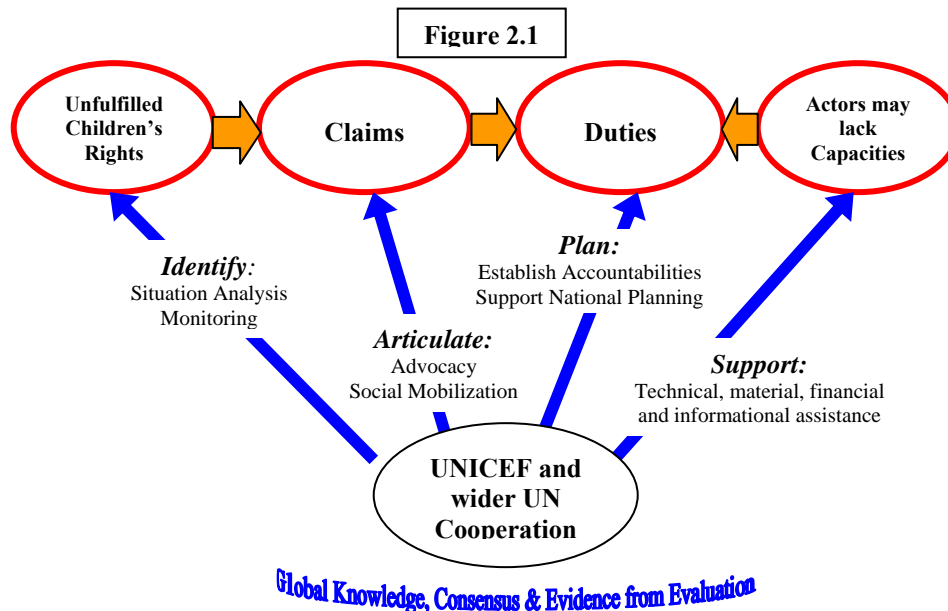 Figure 2.1
Unfulfilled
Children's
Rights
Claims
Duties
Actors may
lack
Capacities
Identify:
Situation Analysis
Monitoring
Articulate:
Advocacy
Social Mobilization
Plan:
Establish Accountabilities
Support National Planning
Support:
Technical, material, financial
and informational assistance
UNICEF and
wider UN
Cooperation
Global Knowledge, Consensus & Evidence from Evaluation